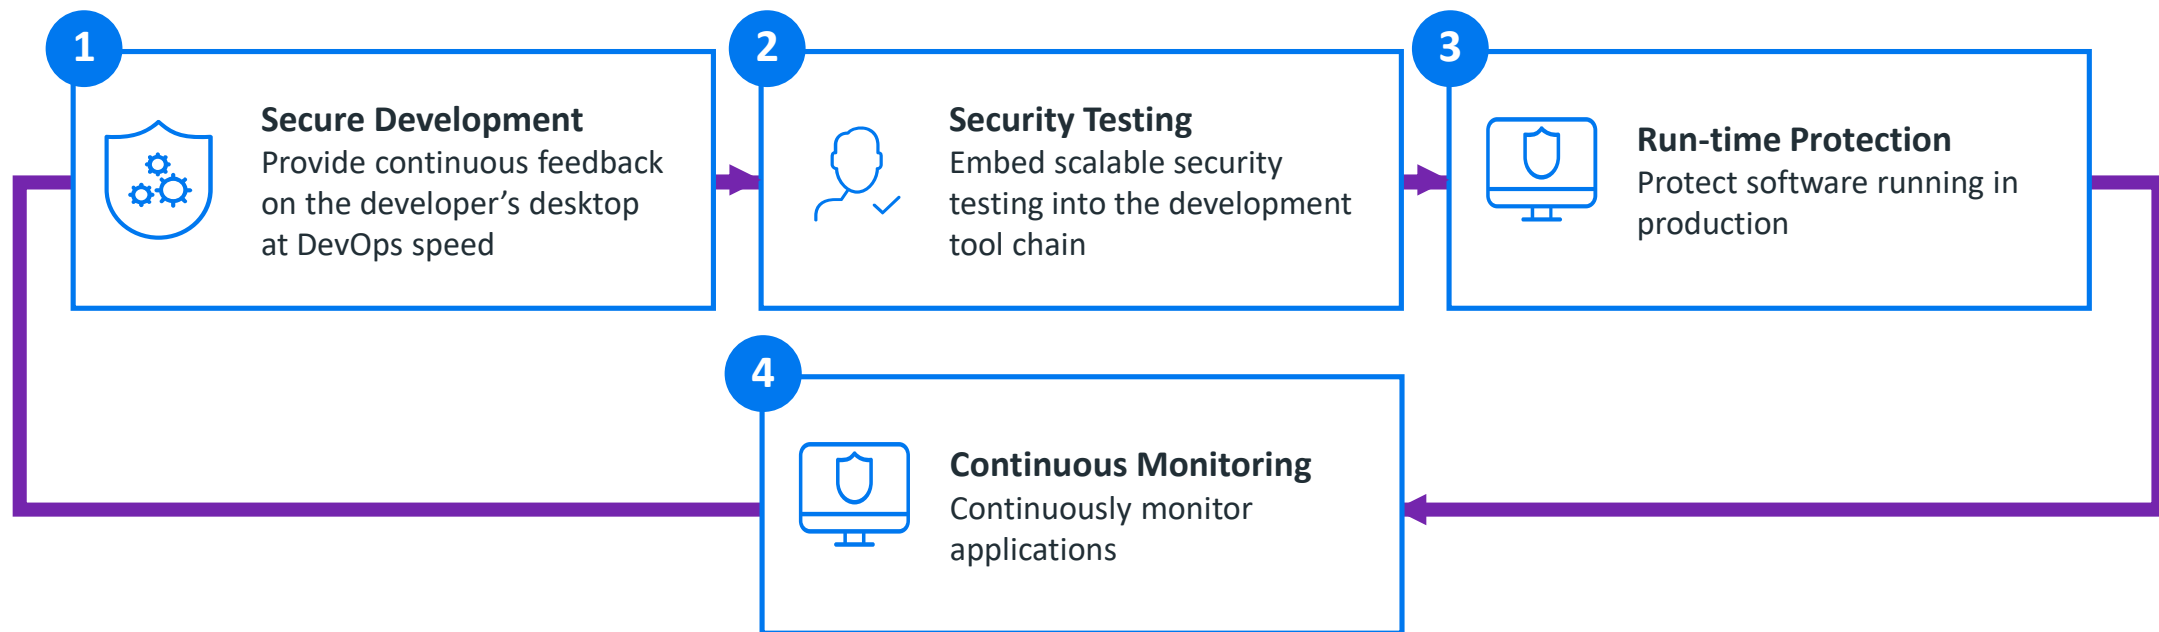 1
Secure Development
Provide continuous feedback
on the developer’s desktop
at DevOps speed
2
Security Testing
Embed scalable security
testing into the development
tool chain
3
Run-time Protection
Protect software running in
production
4
Continuous Monitoring
Continuously monitor
applications